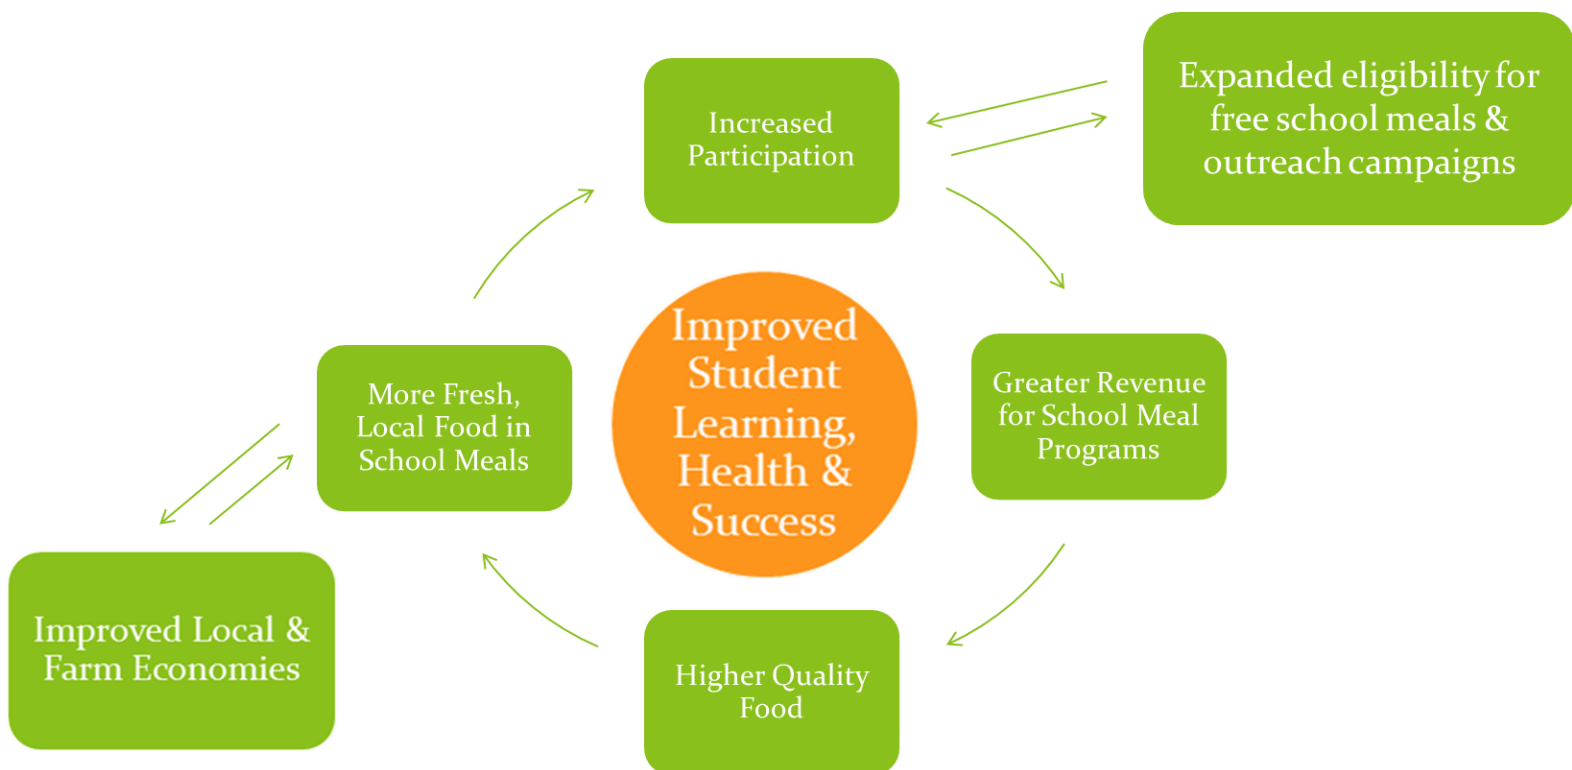 Increased
Participation
Expanded eligibility for
free school meals &
outreach campaigns
Improved
Student
Learning,
Health &
Success
Greater Revenue
for School Meal
Programs
More Fresh,
Local Food in
School Meals
Improved Local &
Farm Economies
Higher Quality
Food